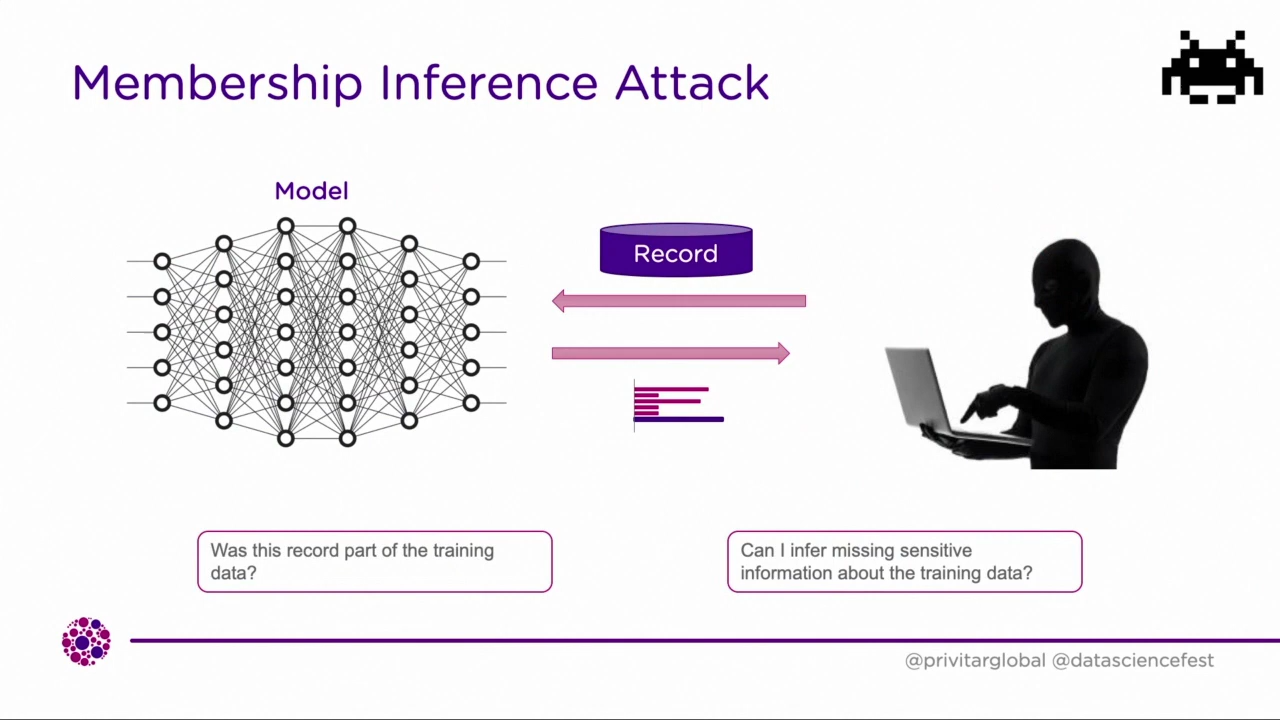 Membership Inference Attack
Model
Record
Was this record part of the training
data?
Can I infer missing sensitive
information about the training data?
@privitarglobal @datasciencefest